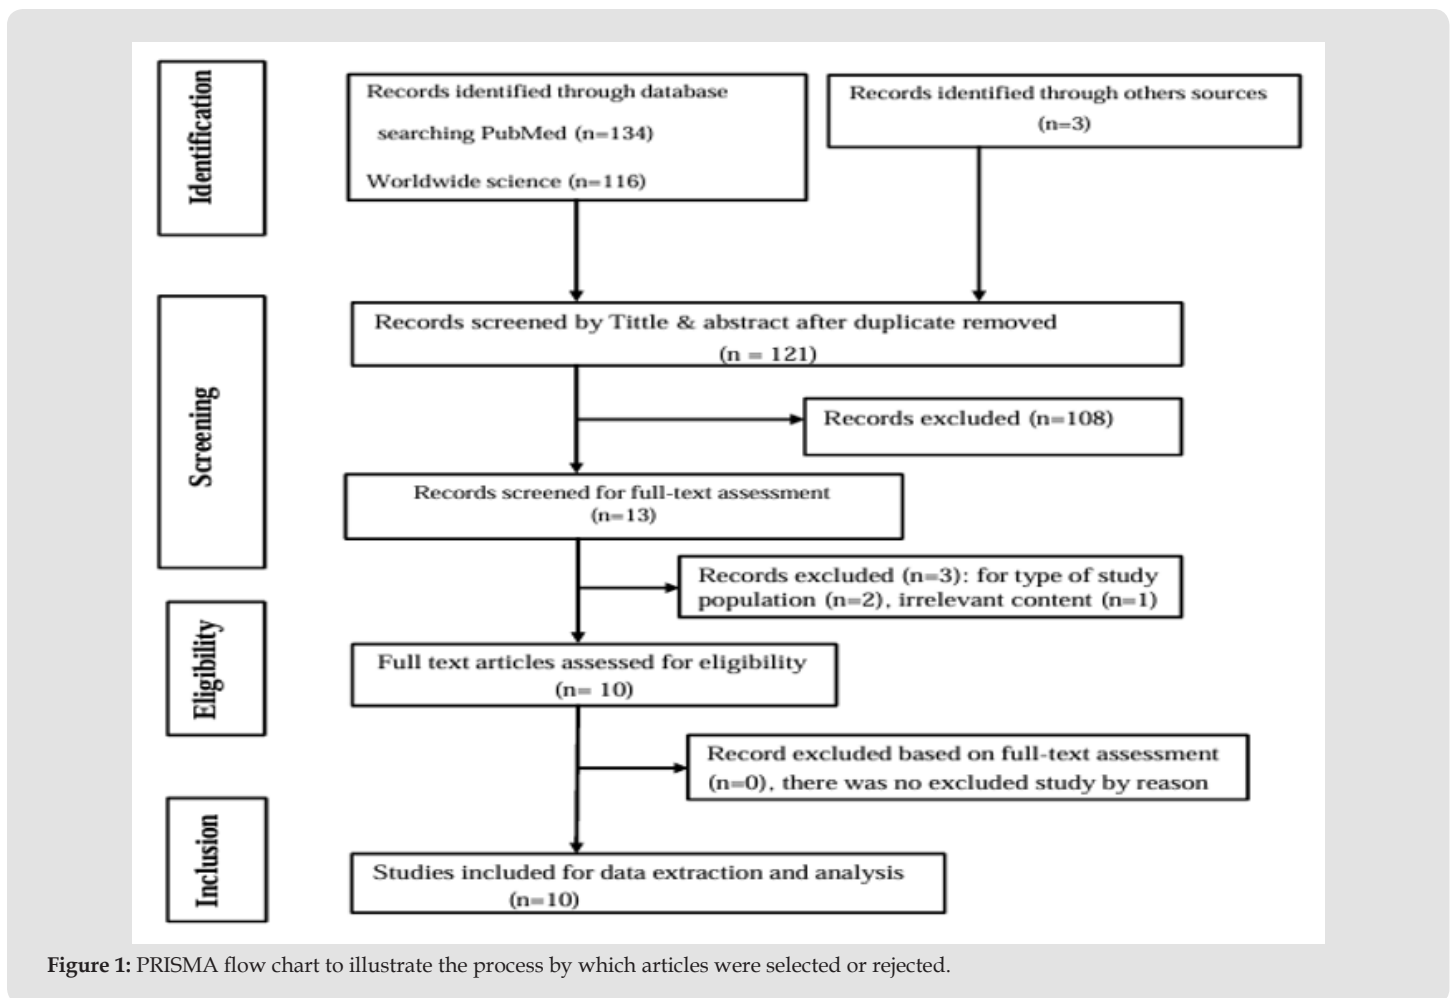 Identification
Records identified through database
searching PubMed (n=134)
Worldwide science (n=116)
Records identified through others sources
(n=3)
Screening
Records screened by Tittle & abstract after duplicate removed
(n = 121)
Records excluded (n=108)
Records screened for full-text assessment
(n=13)
Records excluded (n=3): for type of study
population (n=2), irrelevant content (n=1)
Eligibility
Full text articles assessed for eligibility
(n= 10)
Record excluded based on full-text assessment
(n=0), there was no excluded study by reason
Inclusion
Studies included for data extraction and analysis
(n=10)
Figure 1: PRISMA flow chart to illustrate the process by which articles were selected or rejected.